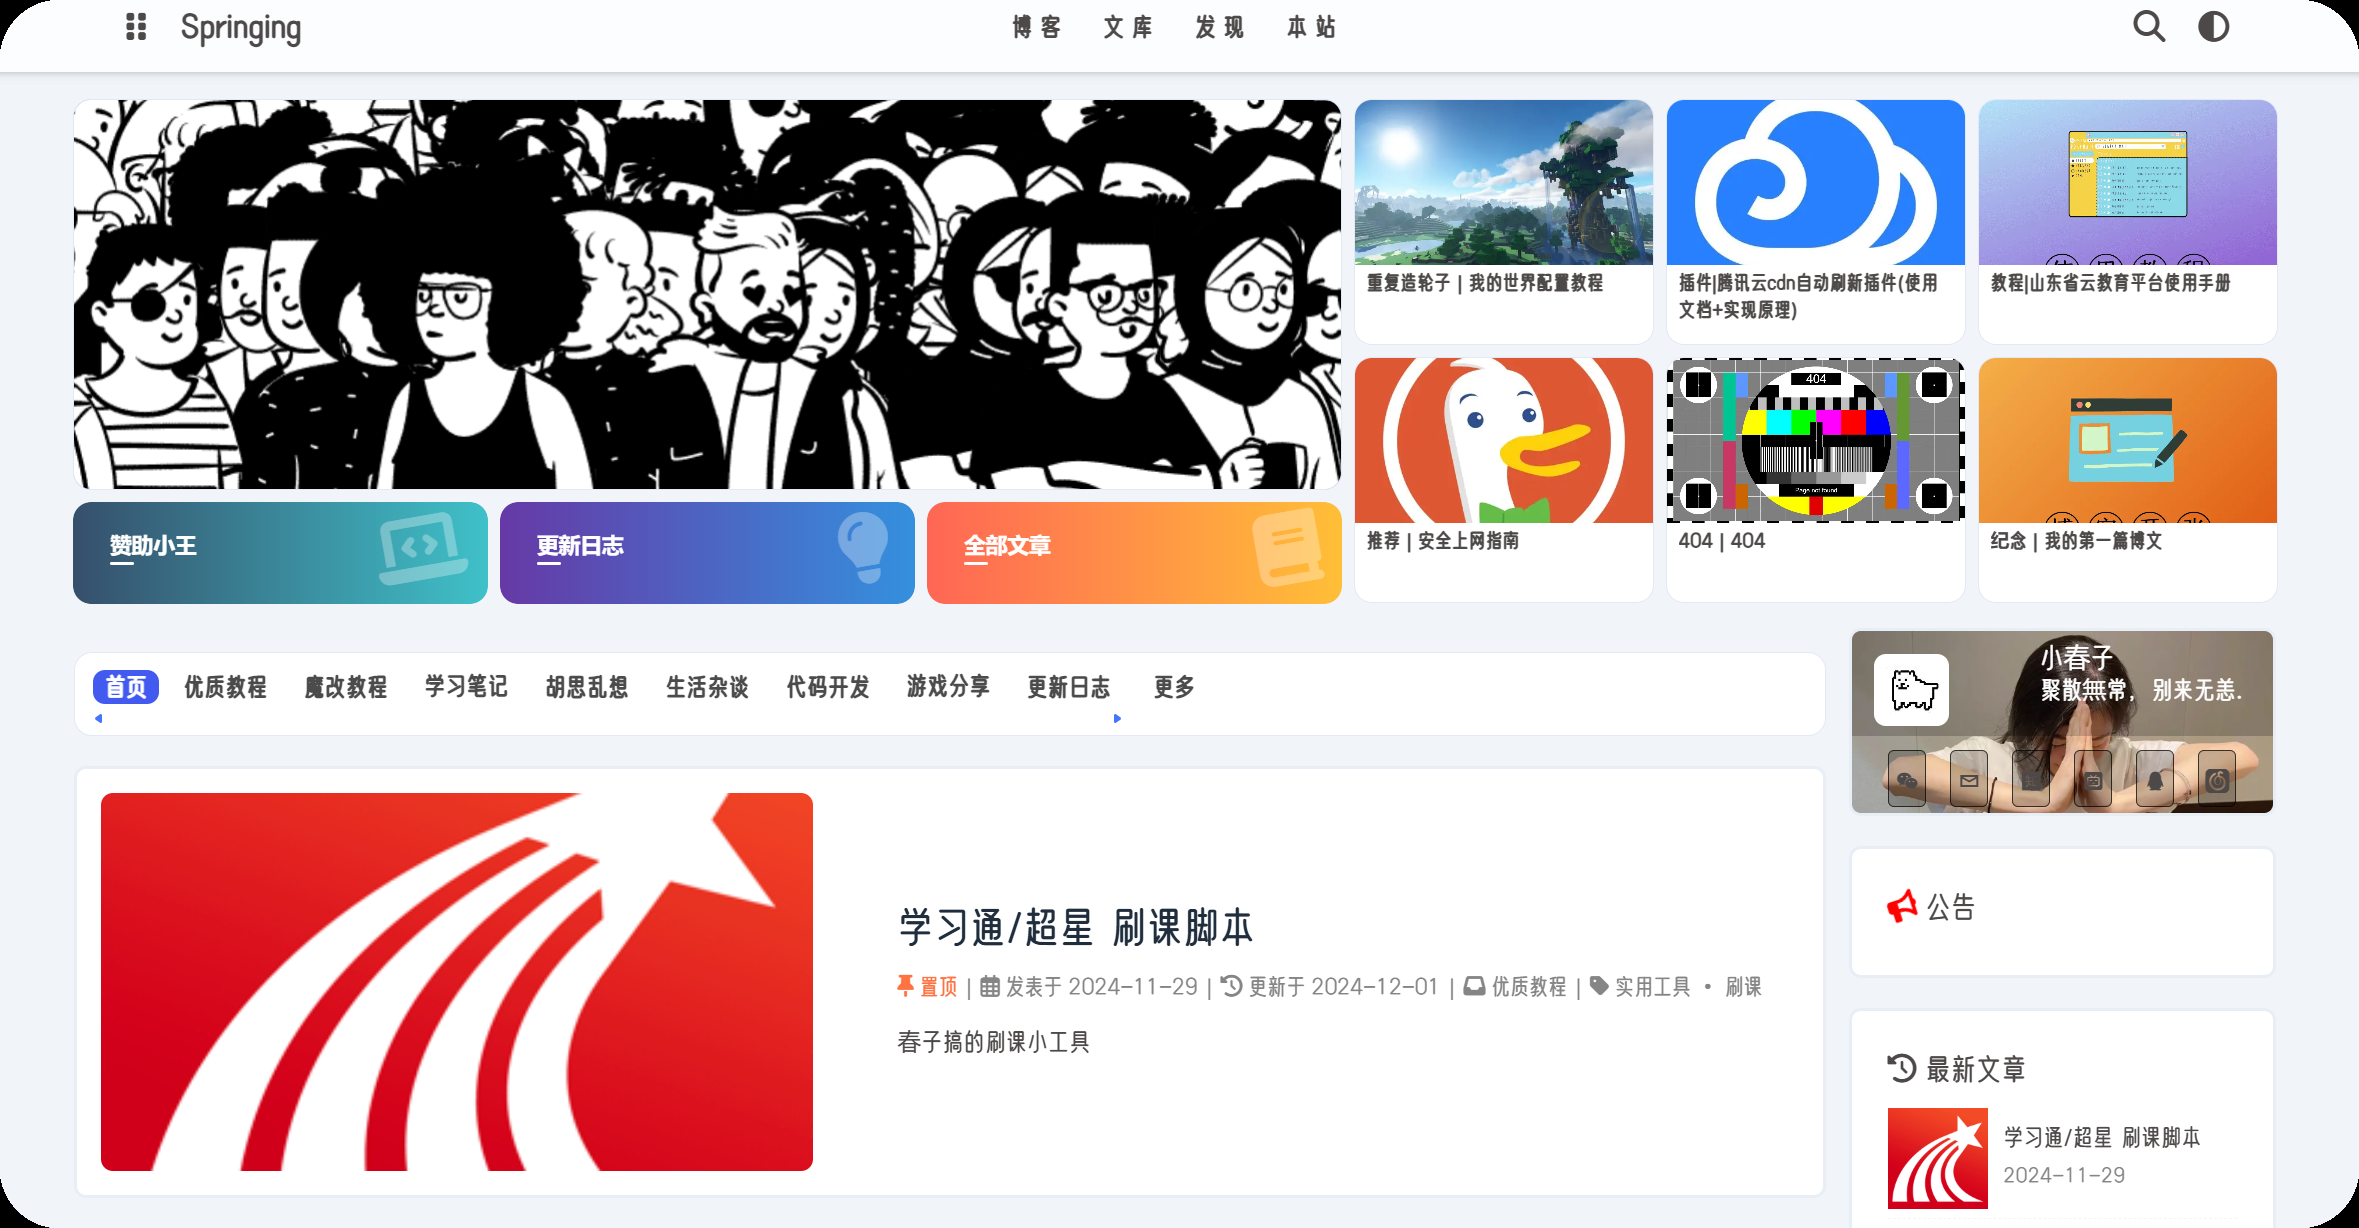 Springing
博客
文库
发现
本站
重复造轮子 | 我的世界配置教程
插件|腾讯云cdn自动刷新插件(使用
文档+实现原理)
教程|山东省云教育平台使用手册
404
Page not found
推荐 | 安全上网指南
404 | 404
纪念 | 我的第一篇博文
赞助小王
更新日志
全部文章
首页
优质教程
魔改教程
学习笔记
胡思乱想
生活杂谈
代码开发
游戏分享
更新日志
更多
小春子
聚散無常，别来无恙.
学习通/超星 刷课脚本
置顶 | 发表于 2024-11-29 | 更新于 2024-12-01 | 优质教程 | 实用工具 • 刷课
春子搞的刷课小工具
公告
最新文章
学习通/超星 刷课脚本
2024-11-29